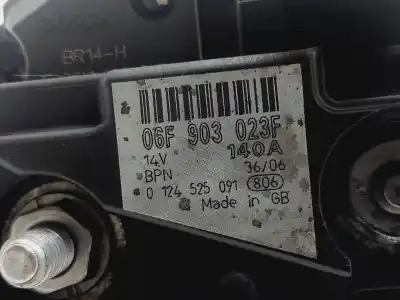 BR14-H
06F 903 023F
14V 140A
BPN 36/06
0 124 525 091 806
Made in GB